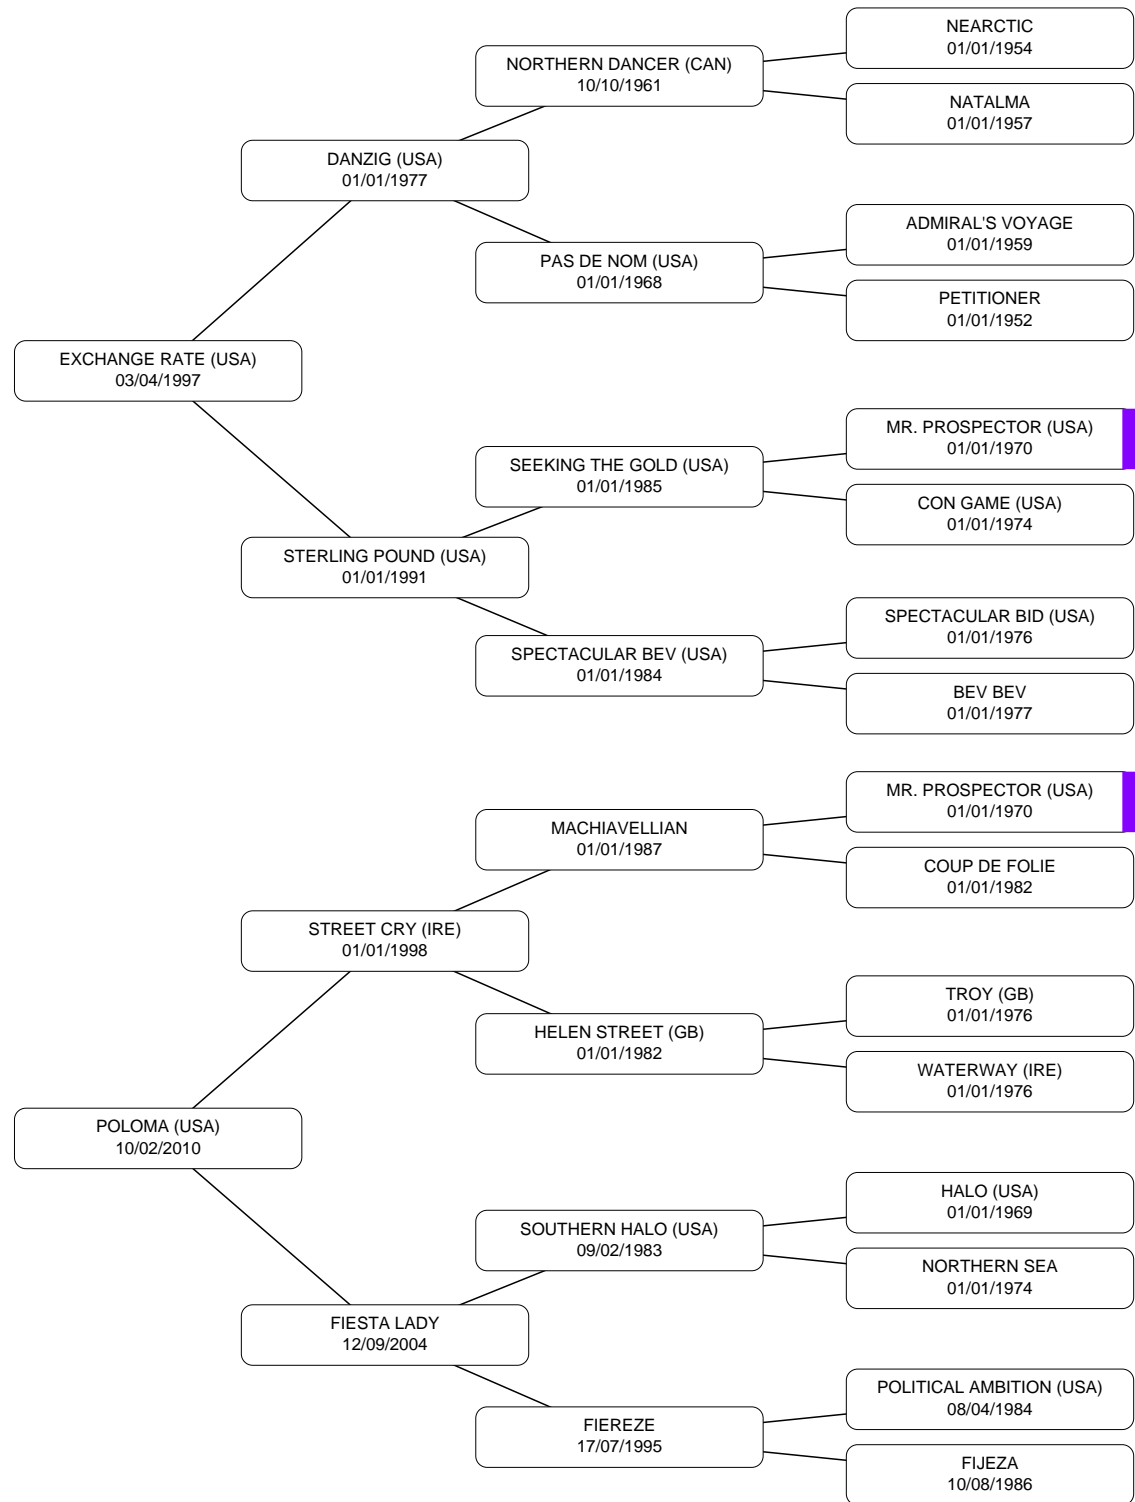 NEARCTIC
01/01/1954
NORTHERN DANCER (CAN)
10/10/1961
NATALMA
01/01/1957
DANZIG (USA)
01/01/1977
ADMIRAL'S VOYAGE
01/01/1959
PAS DE NOM (USA)
01/01/1968
PETITIONER
01/01/1952
EXCHANGE RATE (USA)
03/04/1997
MR. PROSPECTOR (USA)
01/01/1970
SEEKING THE GOLD (USA)
01/01/1985
CON GAME (USA)
01/01/1974
STERLING POUND (USA)
01/01/1991
SPECTACULAR BID (USA)
01/01/1976
SPECTACULAR BEV (USA)
01/01/1984
BEV BEV
01/01/1977
MR. PROSPECTOR (USA)
01/01/1970
MACHIAVELLIAN
01/01/1987
COUP DE FOLIE
01/01/1982
STREET CRY (IRE)
01/01/1998
TROY (GB)
01/01/1976
HELEN STREET (GB)
01/01/1982
WATERWAY (IRE)
01/01/1976
POLOMA (USA)
10/02/2010
HALO (USA)
01/01/1969
SOUTHERN HALO (USA)
09/02/1983
NORTHERN SEA
01/01/1974
FIESTA LADY
12/09/2004
POLITICAL AMBITION (USA)
08/04/1984
FIEREZE
17/07/1995
FIJEZA
10/08/1986